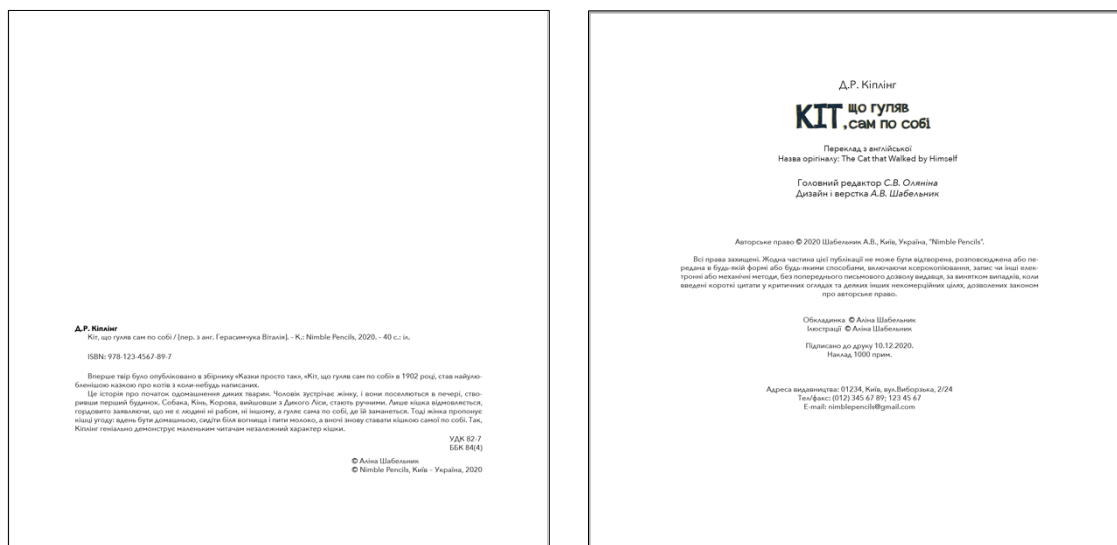 Д.Р. Кіплінг
Кіт, що гуляв сам по собі / [пер. з анг. Герасимчука Віталія]. - К.: Nimble Pencils, 2020. - 40 с.: іл.
ISBN: 978-123-4567-89-7
Вперше твір було опубліковано в збірнику «Казки просто так», «Кіт, що гуляв сам по собі» в 1902 році, став найулю-
бленішою казкою про котів з коли-небудь написаних.
Це історія про початок одомашнення диких тварин. Чоловік зустрічає жінку, і вони поселяються в печері, ство-
ривши перший будинок. Собака, Кінь, Корова, вийшовши з Дикого Ліси, стають ручними. Лише кішка відмовляється,
гордовито заявляючи, що не є людині ні рабом, ні іншому, а гуляє сама по собі, де їй заманеться. Тоді жінка пропонує
кішці угоду: вдень бути домашньою, сидіти біля вогнища і пити молоко, а вночі знову ставати кішкою самої по собі. Так,
Кіплінг геніально демонструє маленьким читачам незалежний характер кішки.
УДК 82-7
ББК 84(4)
© Аліна Шабельник
© Nimble Pencils, Київ – Україна, 2020
Д.Р. Кіплінг
КІТ, що гуляв
сам по собі
Переклад з англійської
Назва орігіналу: The Cat that Walked by Himself
Головний редактор С.В. Оляніна
Дизайн і верстка А.В. Шабельник
Авторське право © 2020 Шабельник А.В., Київ, Україна, "Nimble Pencils".
Всі права захищені. Жодна частина цієї публікації не може бути відтворена, розповсюджена або пе-
редана в будь-якій формі або будь-якими способами, включаючи ксерокопіювання, запис чи інші елек-
тронні або механічні методи, без попереднього письмового дозволу видавця, за винятком випадків, коли
введені короткі цитати у критичних оглядах та деяких інших некомерційних цілях, дозволених законом
про авторське право.
Обкладинка © Аліна Шабельник
Ілюстрації © Аліна Шабельник
Підписано до друку 10.12.2020.
Наклад 1000 прим.
Адреса видавництва: 01234, Київ, вул.Виборзька, 2/24
Тел/факс: (012) 345 67 89; 123 45 67
E-mail: nimblepencils@gmail.com